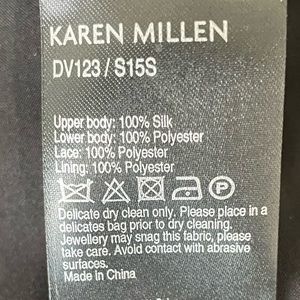 KAREN MILLEN
DV123 / S15S
Upper body: 100% Silk
Lower body: 100% Polyester
Lace: 100% Polyester
Lining: 100% Polyester
P
Delicate dry clean only. Please place in a
delicates bag prior to dry cleaning.
Jewellery may snag this fabric, please
take care. Avoid contact with abrasive
surfaces.
Made in China